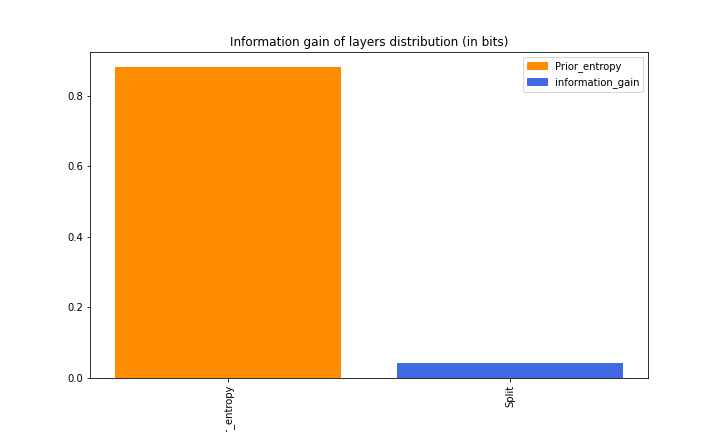 Information gain of layers distribution (in bits)
Prior_entropy
information_gain
0.8
0.6
0.4
0.2
0.0
r_entropy
Split